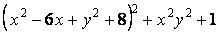 (x² − 6x + y² + 8)² + x²y² + 1